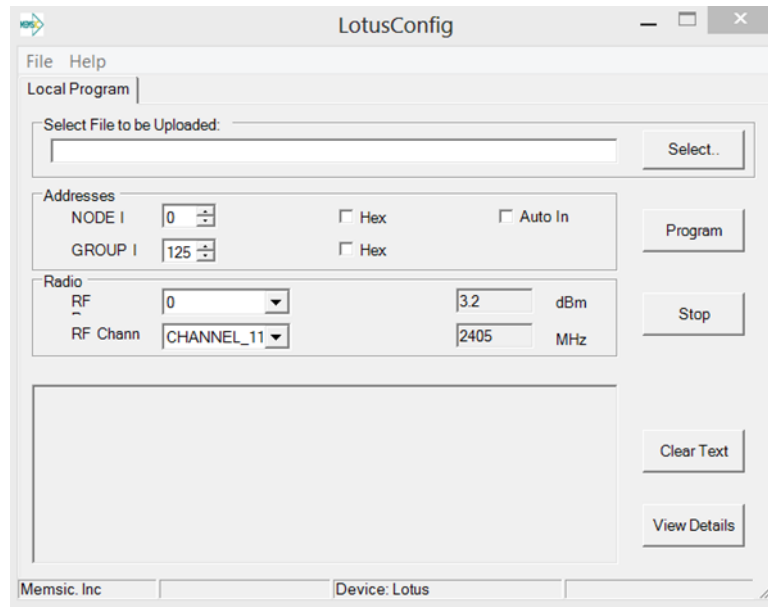 LotusConfig
File Help
Local Program
Select File to be Uploaded:
Select..
Addresses
NODE I 0 Hex Auto In
GROUP I 125 Hex
Program
Radio
RF 0 3.2 dBm
RF Chann CHANNEL_11 2405 MHz
Stop
Clear Text
View Details
Memsic. Inc Device: Lotus